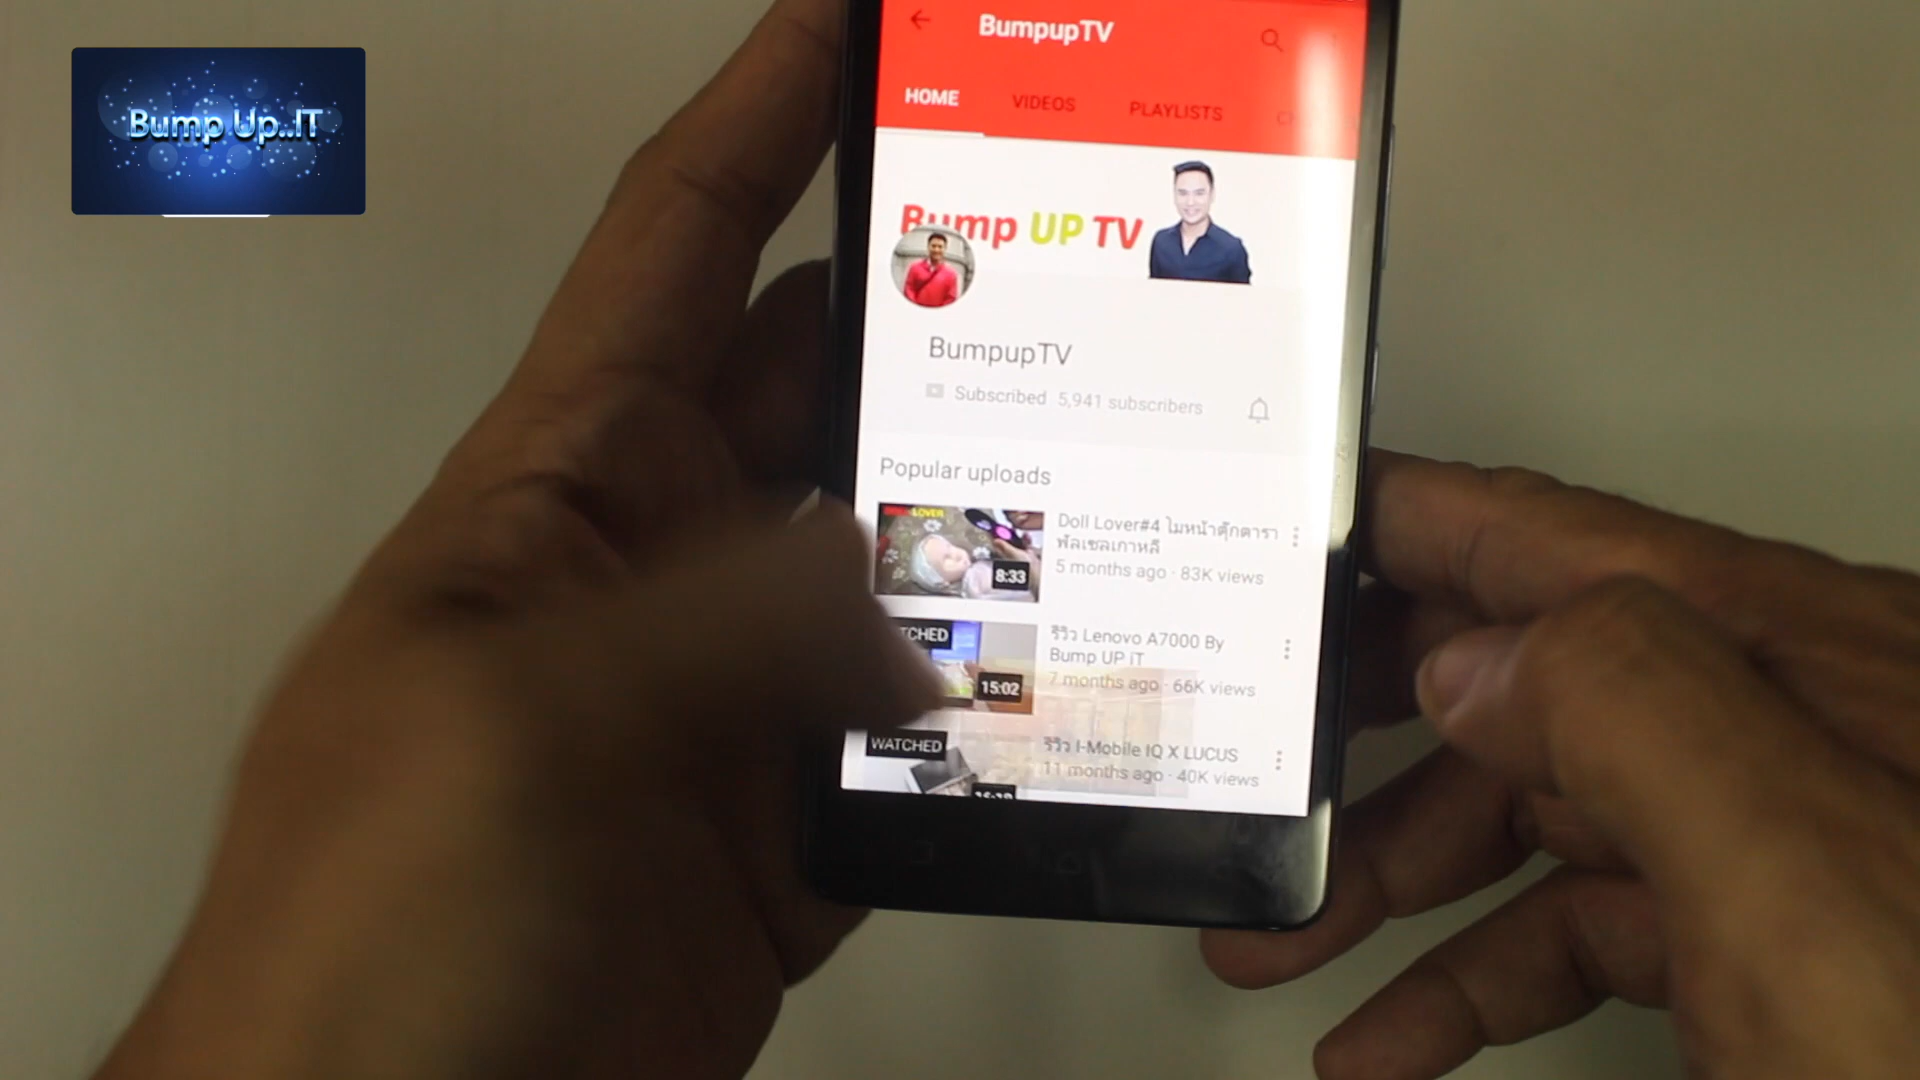 Bump Up..IT
BumpupTV
HOME VIDEOS PLAYLISTS
Bump UP TV
BumpupTV
Subscribed 5,941 subscribers
Popular uploads
LOVER
8:33
Doll Lover#4 โมหน้าตุ๊กตารา
พัลเซลเกาหลี
5 months ago · 83K views
TCHED
15:02
รีวิว Lenovo A7000 By
Bump UP iT
7 months ago · 66K views
WATCHED
รีวิว I-Mobile IQ X LUCUS
11 months ago · 40K views